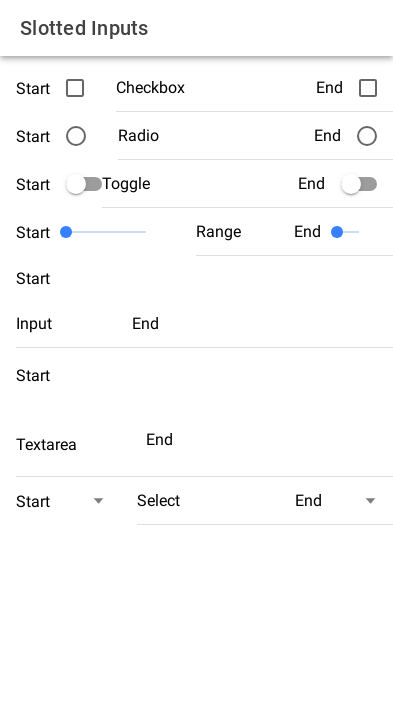 Slotted Inputs
Start Checkbox End
Start Radio End
Start Toggle End
Start Range End
Start
Input End
Start
Textarea End
Start Select End